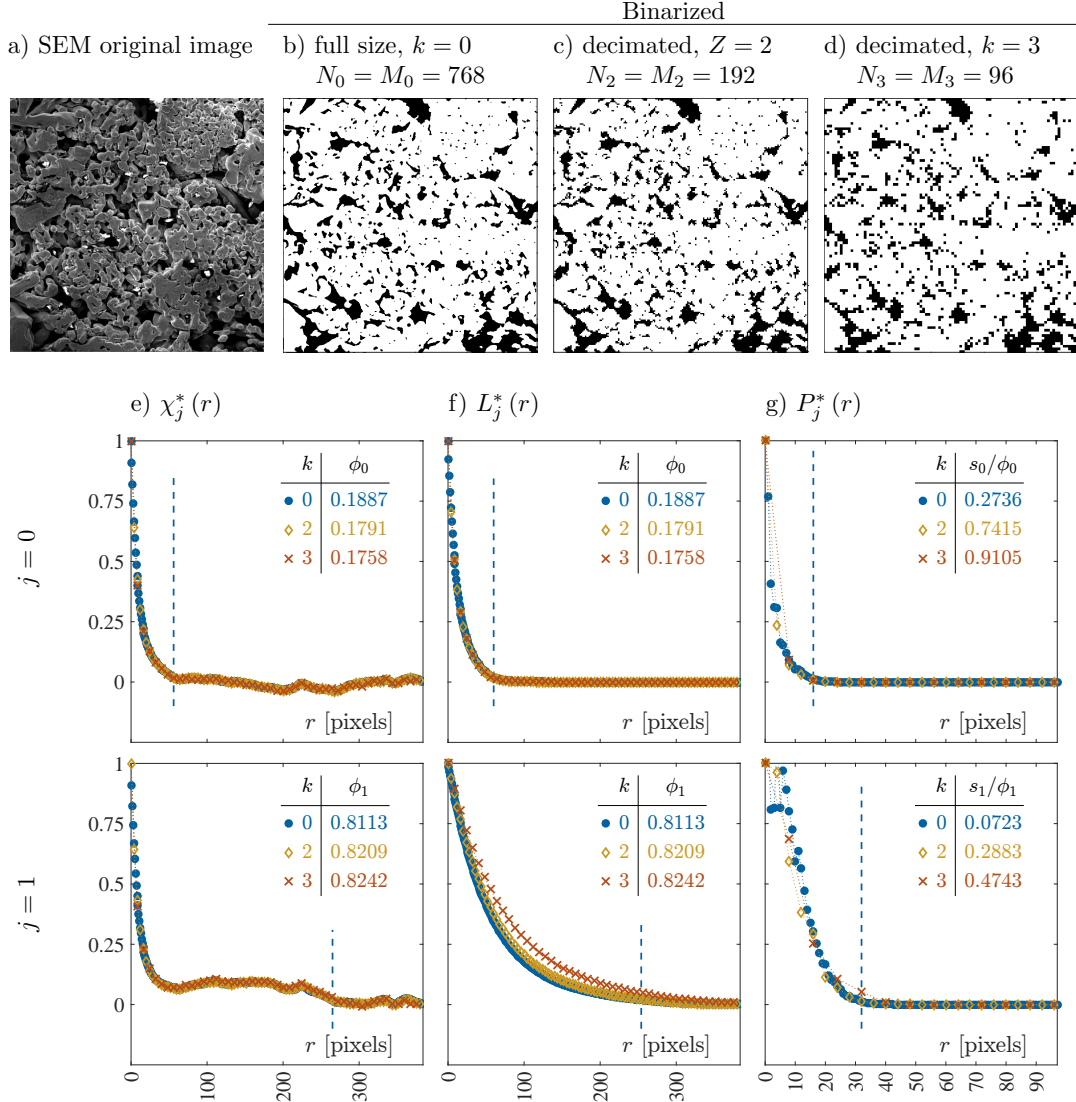 Binarized
a) SEM original image
b) full size, k = 0
N₀ = M₀ = 768
c) decimated, Z = 2
N₂ = M₂ = 192
d) decimated, k = 3
N₃ = M₃ = 96
e) χ*ⱼ (r)
f) L*ⱼ (r)
g) P*ⱼ (r)
j = 0
1
0.75
0.5
0.25
0
k ϕ₀
0 0.1887
2 0.1791
3 0.1758
r [pixels]
k ϕ₀
0 0.1887
2 0.1791
3 0.1758
r [pixels]
k s₀/ϕ₀
0 0.2736
2 0.7415
3 0.9105
r [pixels]
j = 1
1
0.75
0.5
0.25
0
k ϕ₁
0 0.8113
2 0.8209
3 0.8242
r [pixels]
0 100 200 300
k ϕ₁
0 0.8113
2 0.8209
3 0.8242
r [pixels]
0 100 200 300
k s₁/ϕ₁
0 0.0723
2 0.2883
3 0.4743
r [pixels]
0 10 20 30 40 50 60 70 80 90